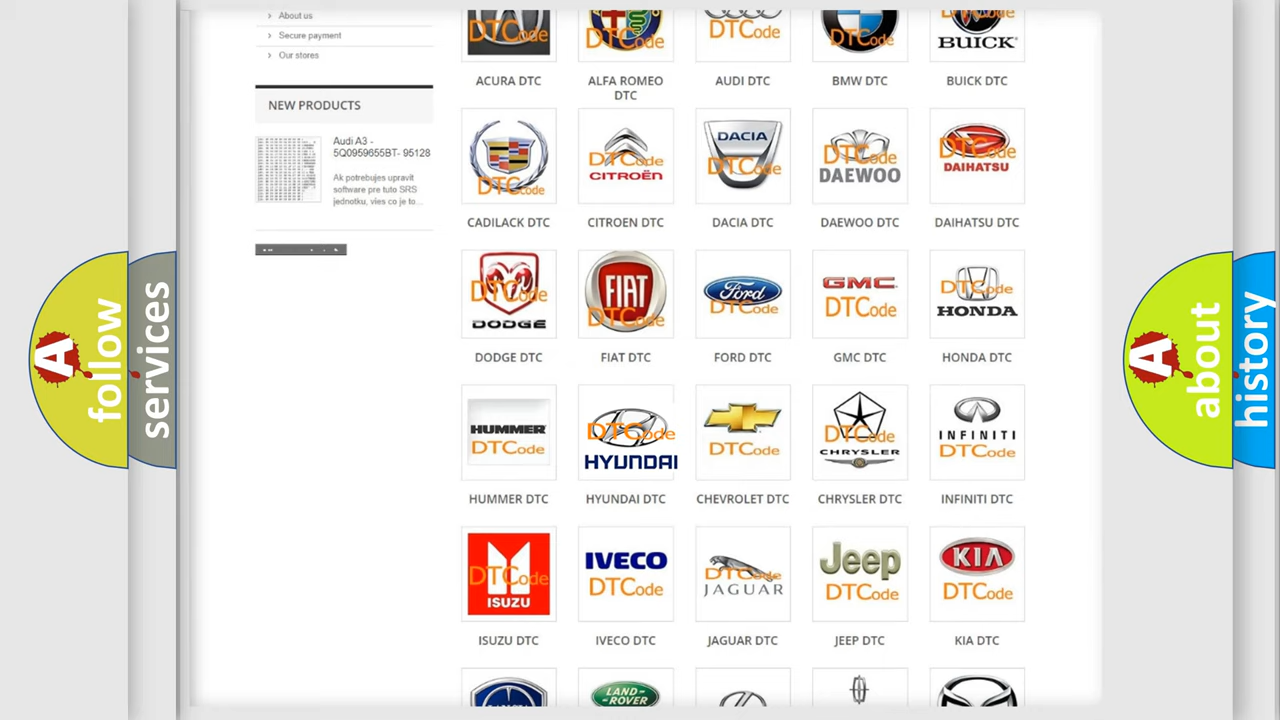 About us
Secure payment
Our stores
NEW PRODUCTS
Audi A3 -
5Q0959655BT- 95128
Ak potrebujes upravit
software pre tuto SRS
jednotku, vies co je to...
DTCode
DTCode
DTCode
DTCode
BUICK
ACURA DTC
ALFA ROMEO
DTC
AUDI DTC
BMW DTC
BUICK DTC
DTCode
DTCode
CITROËN
DACIA
DTCode
DTCode
DAEWOO
DTCode
DAIHATSU
CADILACK DTC
CITROEN DTC
DACIA DTC
DAEWOO DTC
DAIHATSU DTC
DTCode
DODGE
FIAT
DTCode
Ford
DTCode
GMC
DTCode
DTCode
HONDA
DODGE DTC
FIAT DTC
FORD DTC
GMC DTC
HONDA DTC
HUMMER
DTCode
DTCode
HYUNDAI
DTCode
DTCode
CHRYSLER
INFINITI
DTCode
HUMMER DTC
HYUNDAI DTC
CHEVROLET DTC
CHRYSLER DTC
INFINITI DTC
DTCode
ISUZU
IVECO
DTCode
DTCode
JAGUAR
Jeep
DTCode
KIA
DTCode
ISUZU DTC
IVECO DTC
JAGUAR DTC
JEEP DTC
KIA DTC
LAND-
ROVER
A
follow
services
A
about
history